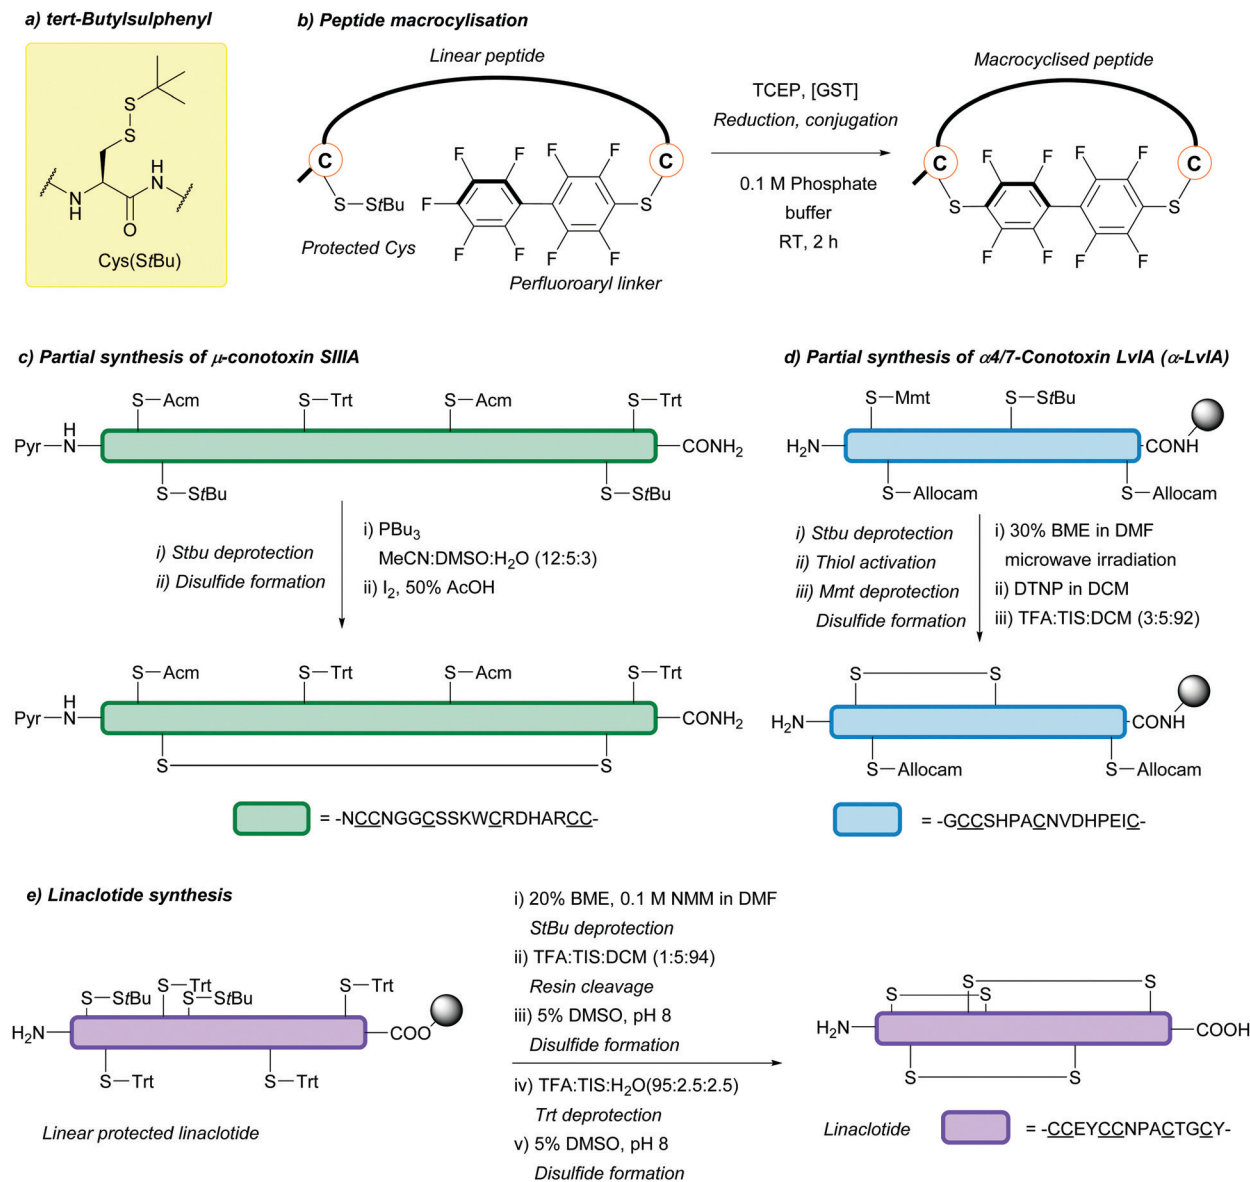 a) tert-Butylsulphenyl
S
S
N
H
H
N
O
Cys(StBu)
b) Peptide macrocylisation
Linear peptide
C
C
S—StBu
F
F
F
F
F
F
F
F
F
S
Protected Cys
Perfluoroaryl linker
TCEP, [GST]
Reduction, conjugation
0.1 M Phosphate
buffer
RT, 2 h
Macrocyclised peptide
C
C
S
F
F
F
F
F
F
F
F
S
c) Partial synthesis of μ-conotoxin SIIIA
S—Acm
S—Trt
S—Acm
S—Trt
Pyr—N
H
CONH₂
S—StBu
S—StBu
i) Stbu deprotection
ii) Disulfide formation
i) PBu₃
MeCN:DMSO:H₂O (12:5:3)
ii) I₂, 50% AcOH
S—Acm
S—Trt
S—Acm
S—Trt
Pyr—N
H
CONH₂
S
S
= -NCCNGGCSSKWCRDHARCC-
d) Partial synthesis of α4/7-Conotoxin LvIA (α-LvIA)
S—Mmt
S—StBu
H₂N
CONH
S—Allocam
S—Allocam
i) Stbu deprotection
ii) Thiol activation
iii) Mmt deprotection
Disulfide formation
i) 30% BME in DMF
microwave irradiation
ii) DTNP in DCM
iii) TFA:TIS:DCM (3:5:92)
S
S
H₂N
CONH
S—Allocam
S—Allocam
= -GCCSHPACNVDHPEIC-
e) Linaclotide synthesis
S—StBu
S—Trt
S—StBu
S—Trt
H₂N
COO
S—Trt
S—Trt
Linear protected linaclotide
i) 20% BME, 0.1 M NMM in DMF
StBu deprotection
ii) TFA:TIS:DCM (1:5:94)
Resin cleavage
iii) 5% DMSO, pH 8
Disulfide formation
iv) TFA:TIS:H₂O(95:2.5:2.5)
Trt deprotection
v) 5% DMSO, pH 8
Disulfide formation
S
S
S
S
H₂N
COOH
S
S
Linaclotide
= -CCEYCCNPACTGCY-